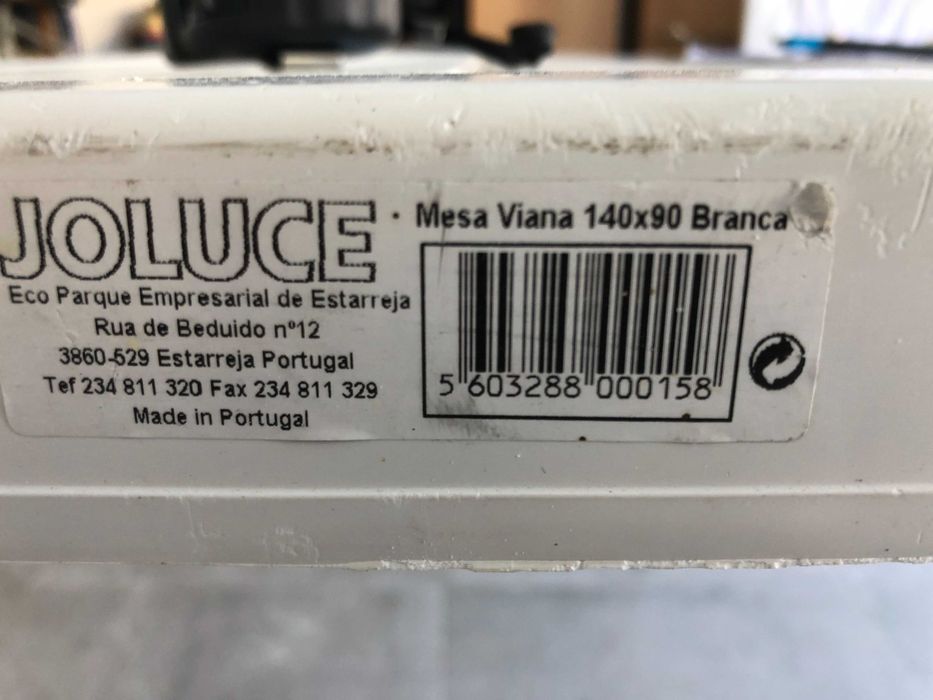 JOLUCE
Eco Parque Empresarial de Estarreja
Rua de Beduido nº12
3860-529 Estarreja Portugal
Tef 234 811 320 Fax 234 811 329
Made in Portugal
· Mesa Viana 140x90 Branca
5 603288 000158